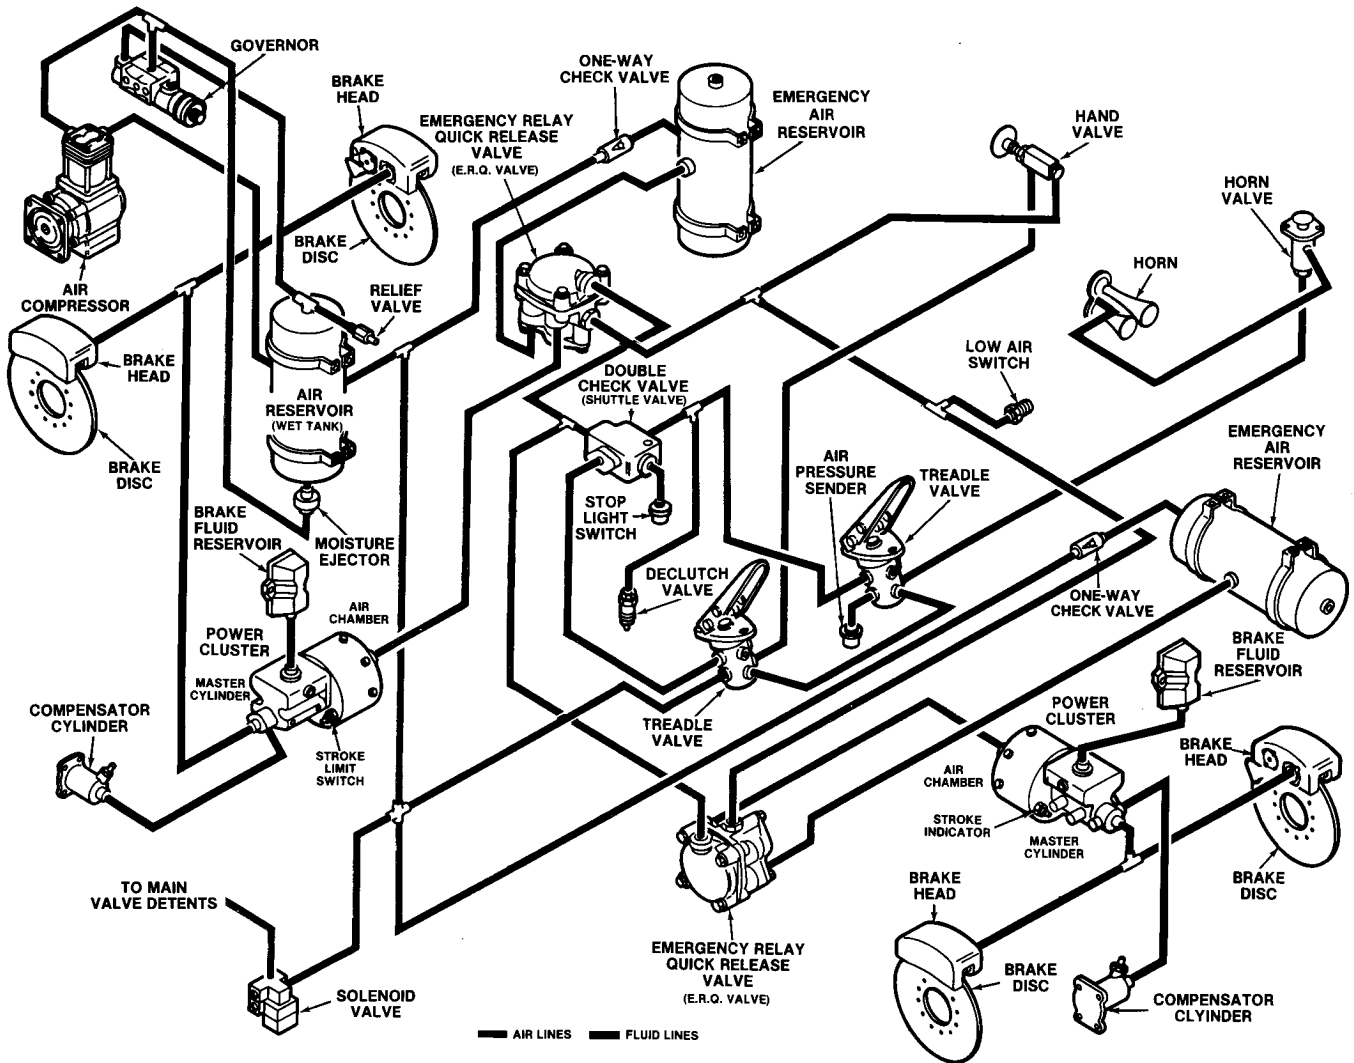 GOVERNOR
BRAKE
HEAD
ONE-WAY
CHECK VALVE
EMERGENCY
AIR
RESERVOIR
HAND
VALVE
EMERGENCY RELAY
QUICK RELEASE
VALVE
(E.R.Q. VALVE)
HORN
VALVE
HORN
BRAKE
DISC
AIR
COMPRESSOR
RELIEF
VALVE
BRAKE
HEAD
LOW AIR
SWITCH
DOUBLE
CHECK VALVE
(SHUTTLE VALVE)
AIR
RESERVOIR
(WET TANK)
BRAKE
DISC
EMERGENCY
AIR
RESERVOIR
AIR
PRESSURE
SENDER
TREADLE
VALVE
STOP
LIGHT
SWITCH
BRAKE
FLUID
RESERVOIR
MOISTURE
EJECTOR
DECLUTCH
VALVE
ONE-WAY
CHECK VALVE
AIR
CHAMBER
POWER
CLUSTER
BRAKE
FLUID
RESERVOIR
MASTER
CYLINDER
COMPENSATOR
CYLINDER
TREADLE
VALVE
POWER
CLUSTER
STROKE
LIMIT
SWITCH
BRAKE
HEAD
AIR
CHAMBER
STROKE
INDICATOR
MASTER
CYLINDER
BRAKE
DISC
BRAKE
HEAD
TO MAIN
VALVE DETENTS
EMERGENCY RELAY
QUICK RELEASE
VALVE
(E.R.Q. VALVE)
BRAKE
DISC
SOLENOID
VALVE
COMPENSATOR
CLYINDER
AIR LINES
FLUID LINES